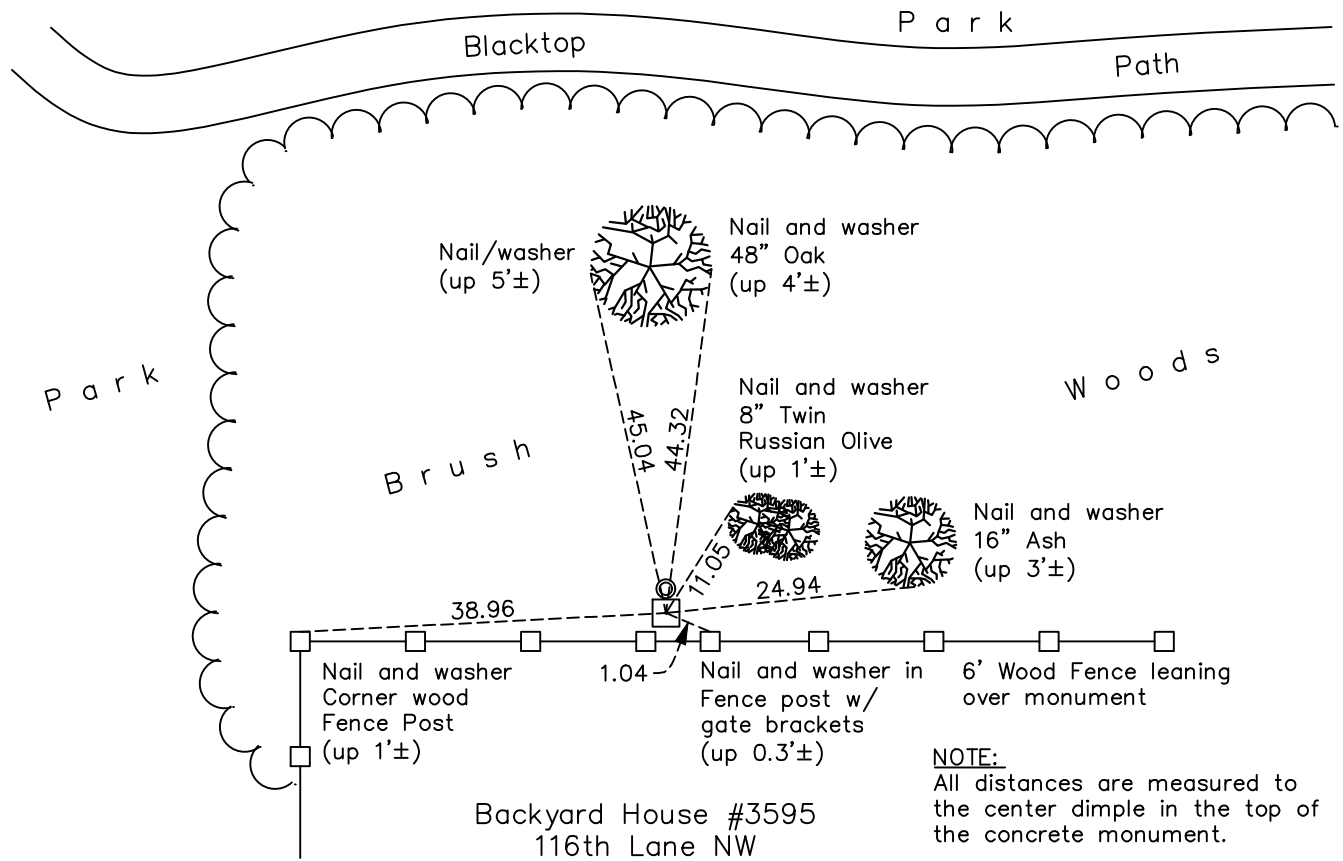 P a r k
Blacktop
Path
Nail/washer
(up 5'±)
Nail and washer
48" Oak
(up 4'±)
P a r k
B r u s h
W o o d s
45.04
44.32
Nail and washer
8" Twin
Russian Olive
(up 1'±)
11.05
Nail and washer
16" Ash
(up 3'±)
24.94
38.96
1.04
Nail and washer
Corner wood
Fence Post
(up 1'±)
Nail and washer in
Fence post w/
gate brackets
(up 0.3'±)
6' Wood Fence leaning
over monument
NOTE:
All distances are measured to
the center dimple in the top of
the concrete monument.
Backyard House #3595
116th Lane NW